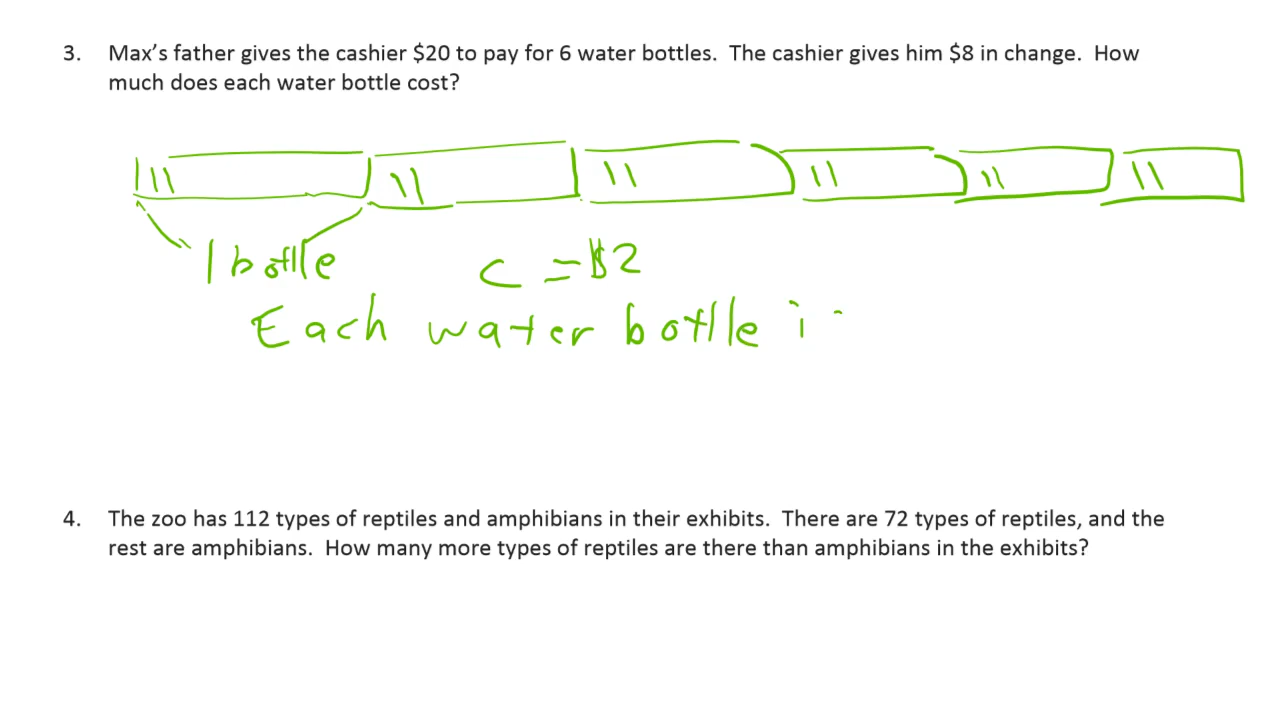 3. Max’s father gives the cashier $20 to pay for 6 water bottles. The cashier gives him $8 in change. How
much does each water bottle cost?
1 bottle
c = $2
Each water bottle i
4. The zoo has 112 types of reptiles and amphibians in their exhibits. There are 72 types of reptiles, and the
rest are amphibians. How many more types of reptiles are there than amphibians in the exhibits?